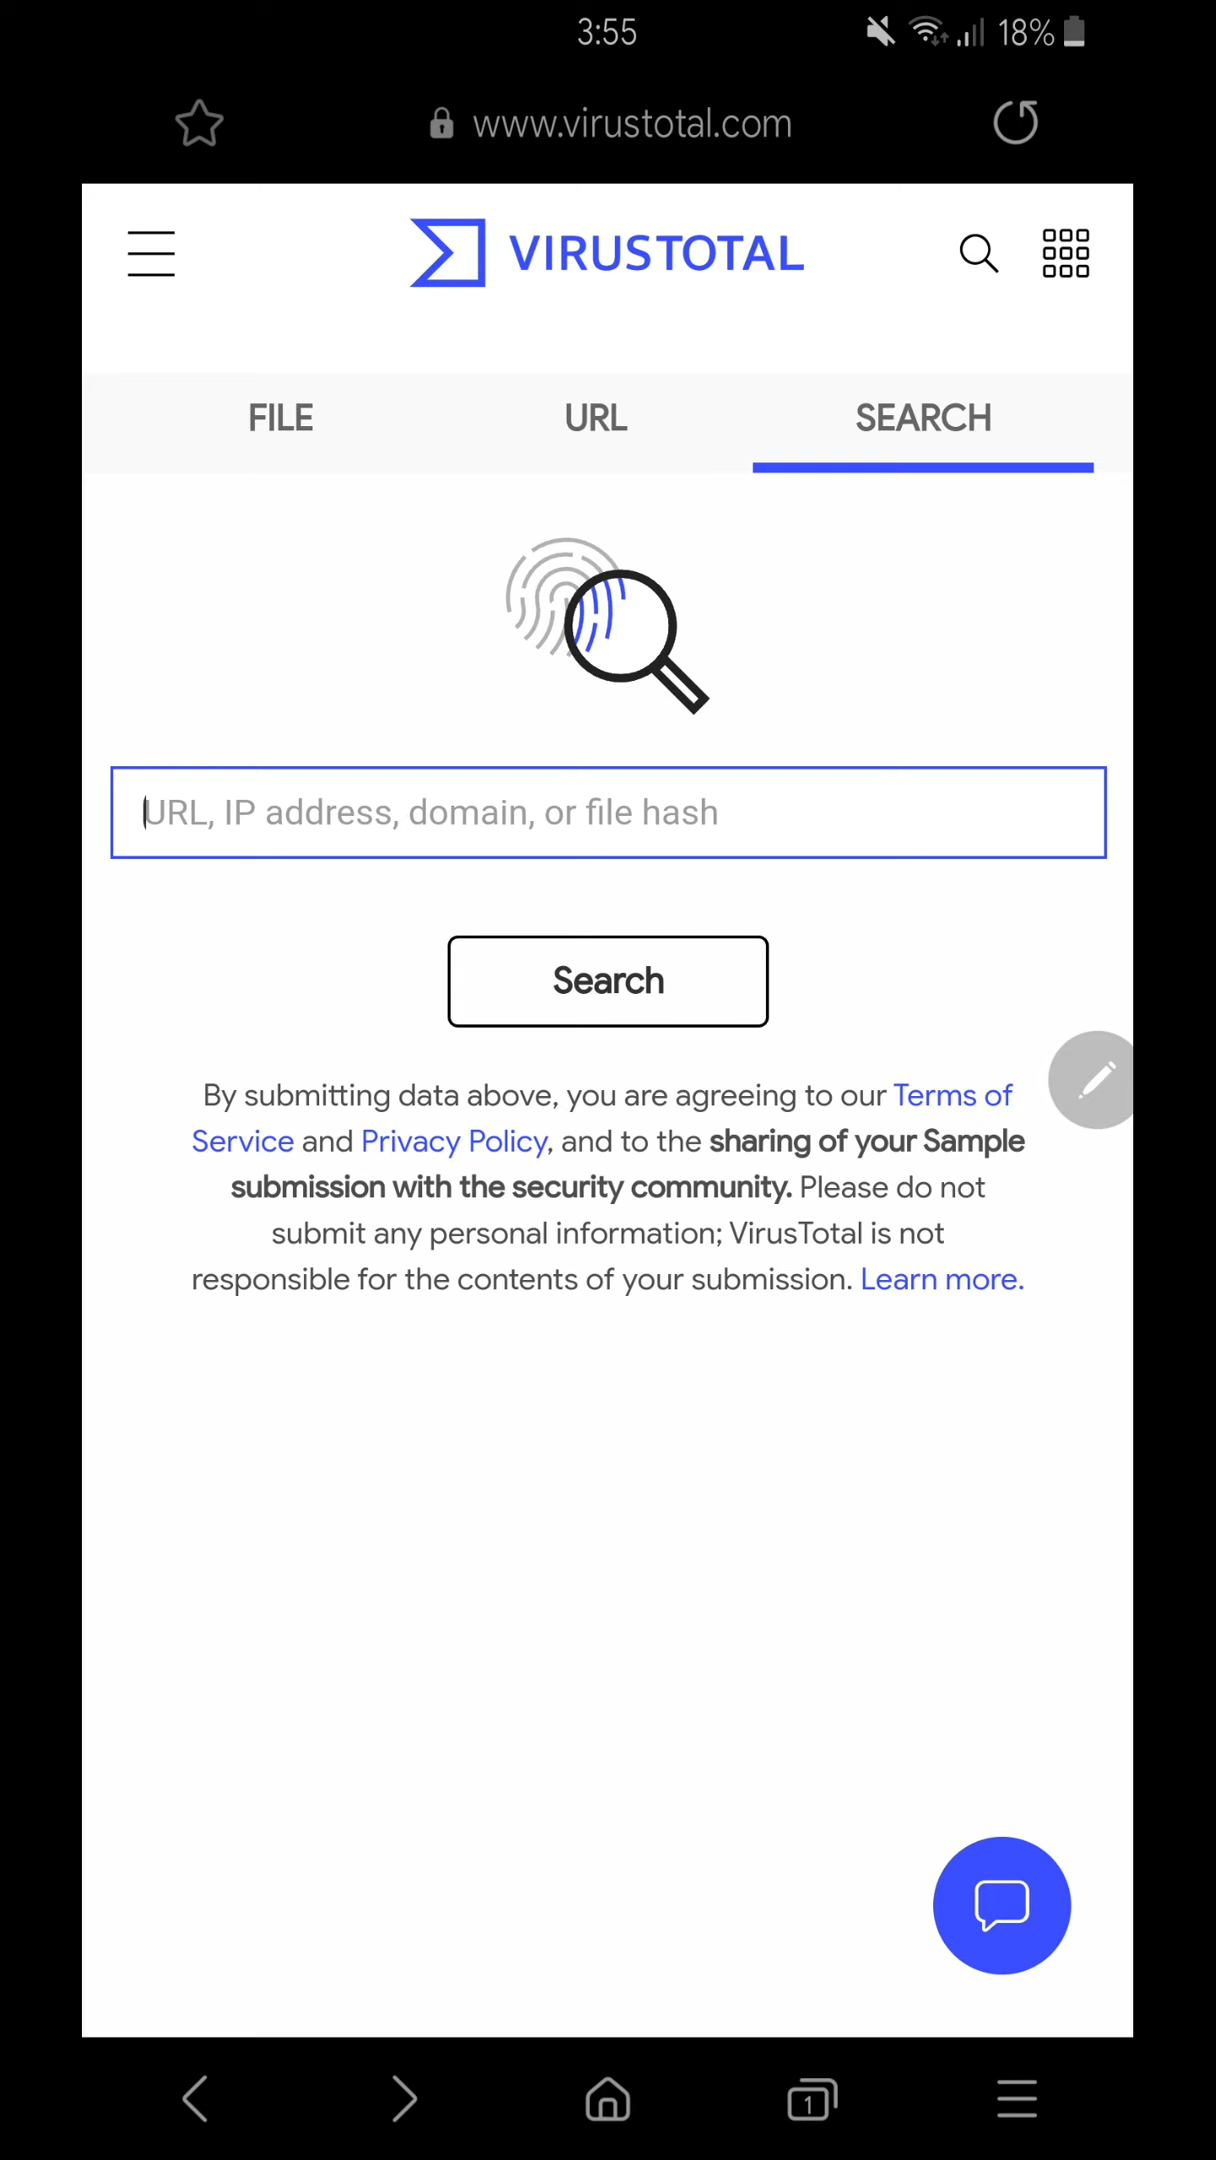 3:55
18%
www.virustotal.com
VIRUSTOTAL
FILE
URL
SEARCH
URL, IP address, domain, or file hash
Search
By submitting data above, you are agreeing to our Terms of
Service and Privacy Policy, and to the sharing of your Sample
submission with the security community. Please do not
submit any personal information; VirusTotal is not
responsible for the contents of your submission. Learn more.
1